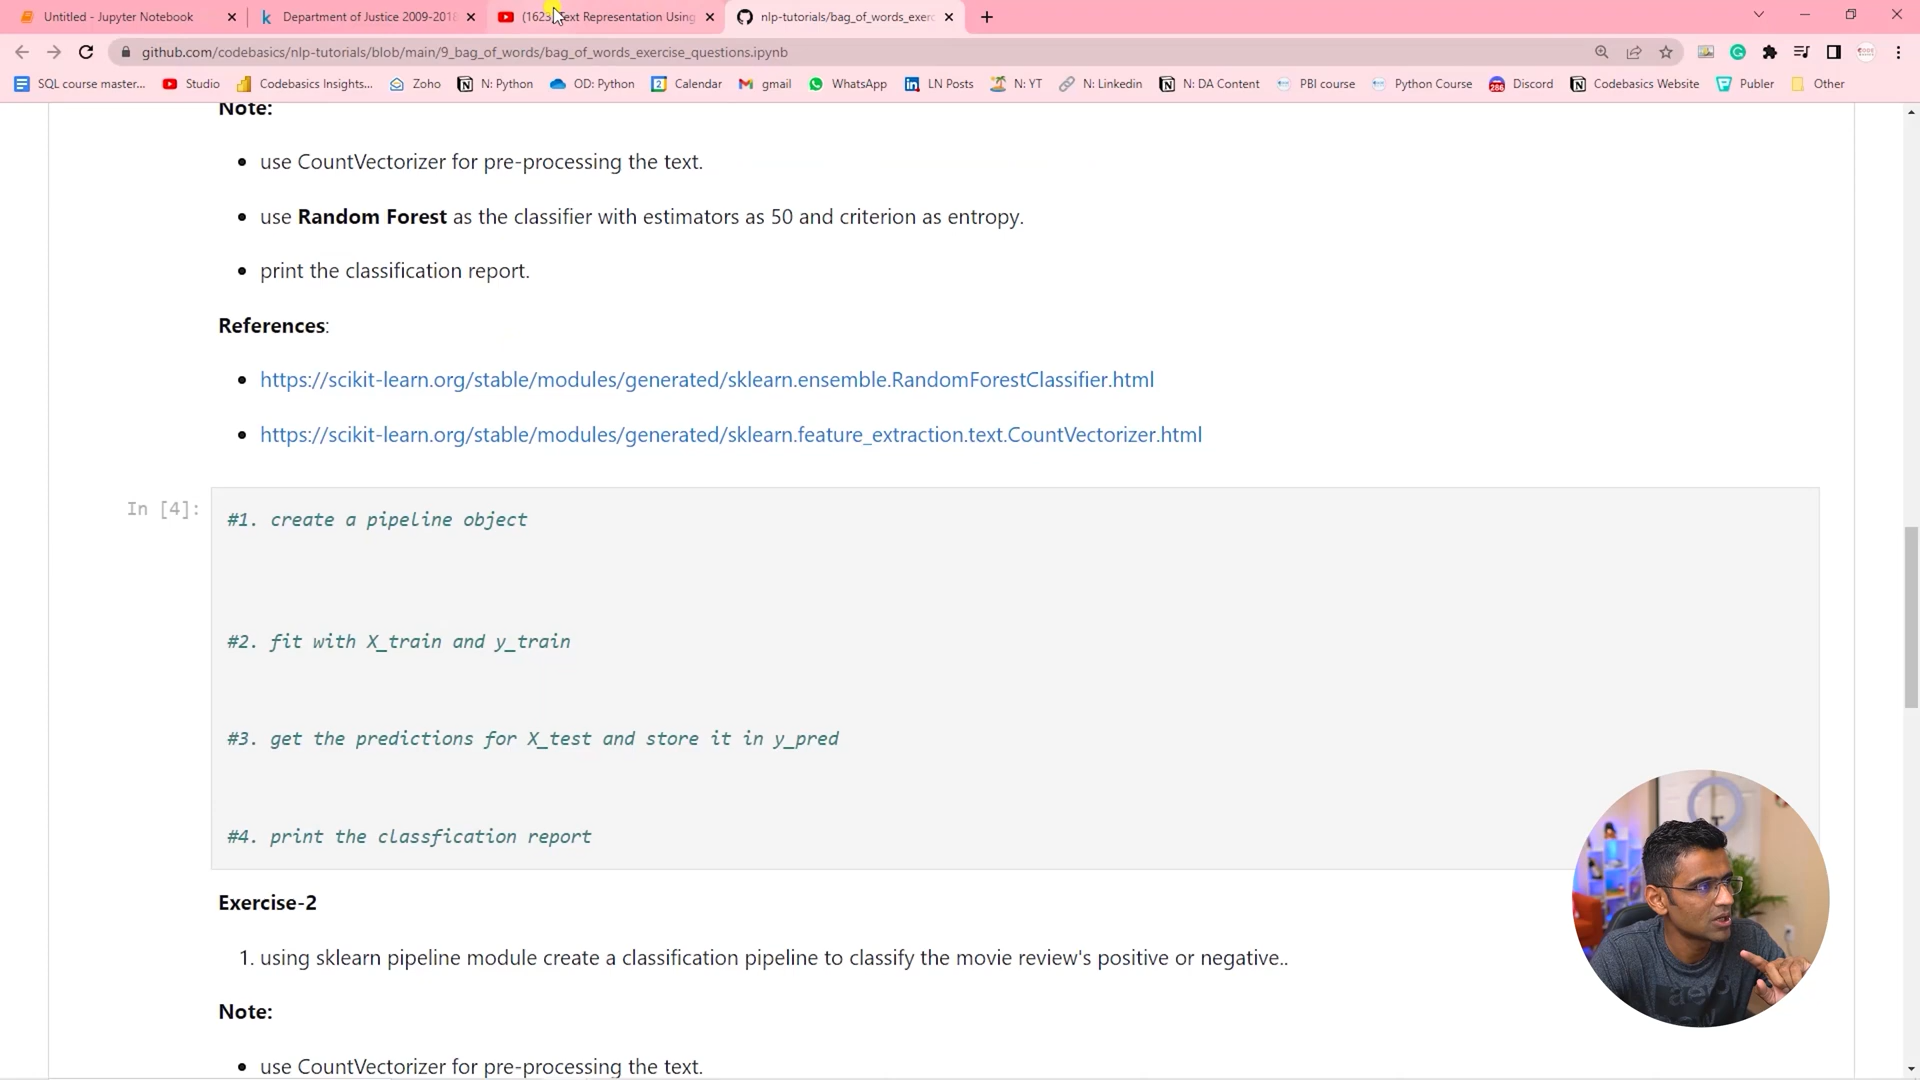 Untitled - Jupyter Notebook
Department of Justice 2009-2018
(1623) Text Representation Using
nlp-tutorials/bag_of_words_exerc
github.com/codebasics/nlp-tutorials/blob/main/9_bag_of_words/bag_of_words_exercise_questions.ipynb
SQL course master... Studio Codebasics Insights... Zoho N: Python OD: Python Calendar gmail WhatsApp LN Posts N: YT N: Linkedin N: DA Content PBI course Python Course Discord Codebasics Website Publer Other
Note:
use CountVectorizer for pre-processing the text.
use Random Forest as the classifier with estimators as 50 and criterion as entropy.
print the classification report.
References:
https://scikit-learn.org/stable/modules/generated/sklearn.ensemble.RandomForestClassifier.html
https://scikit-learn.org/stable/modules/generated/sklearn.feature_extraction.text.CountVectorizer.html
In [4]:
#1. create a pipeline object
#2. fit with X_train and y_train
#3. get the predictions for X_test and store it in y_pred
#4. print the classfication report
Exercise-2
1. using sklearn pipeline module create a classification pipeline to classify the movie review's positive or negative..
Note:
use CountVectorizer for pre-processing the text.